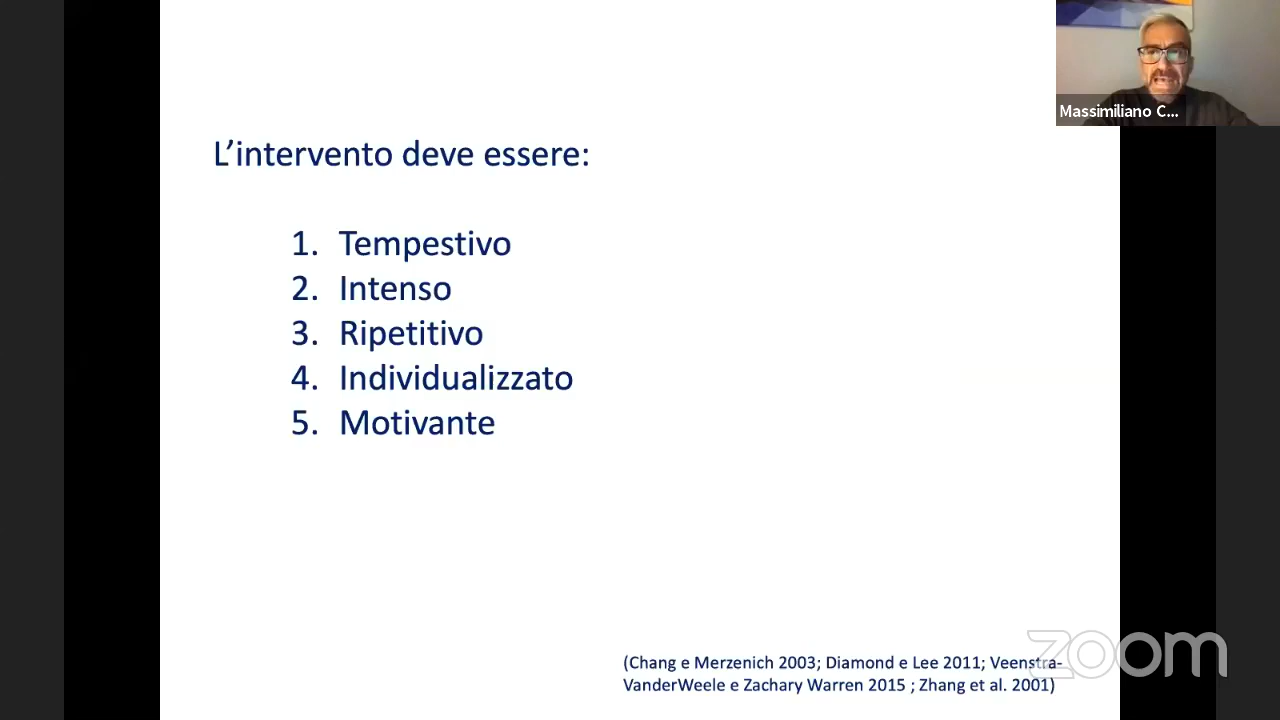 Massimiliano C...
L’intervento deve essere:
1. Tempestivo
2. Intenso
3. Ripetitivo
4. Individualizzato
5. Motivante
(Chang e Merzenich 2003; Diamond e Lee 2011; Veenstra-
VanderWeele e Zachary Warren 2015 ; Zhang et al. 2001)
zoom